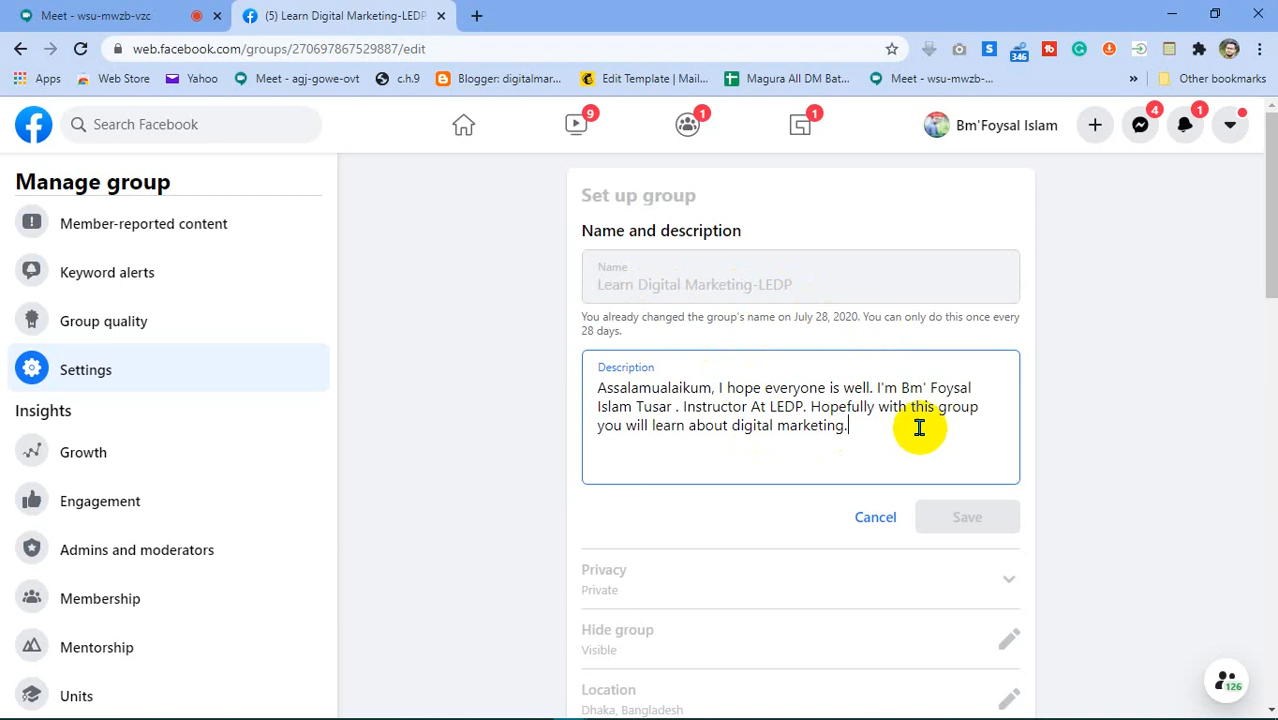 Meet - wsu-mwzb-vzc
(5) Learn Digital Marketing-LEDP
web.facebook.com/groups/270697867529887/edit
346
Apps
Web Store
Yahoo
Meet - agj-gowe-ovt
c.h.9
Blogger: digitalmar...
Edit Template | Mail...
Magura All DM Bat...
Meet - wsu-mwzb-...
Other bookmarks
Search Facebook
9
1
1
Bm'Foysal Islam
4
1
Manage group
Member-reported content
Keyword alerts
Group quality
Settings
Insights
Growth
Engagement
Admins and moderators
Membership
Mentorship
Units
Set up group
Name and description
Name
Learn Digital Marketing-LEDP
You already changed the group's name on July 28, 2020. You can only do this once every
28 days.
Description
Assalamualaikum, I hope everyone is well. I'm Bm' Foysal
Islam Tusar . Instructor At LEDP. Hopefully with this group
you will learn about digital marketing.
Cancel
Save
Privacy
Private
Hide group
Visible
Location
Dhaka, Bangladesh
126